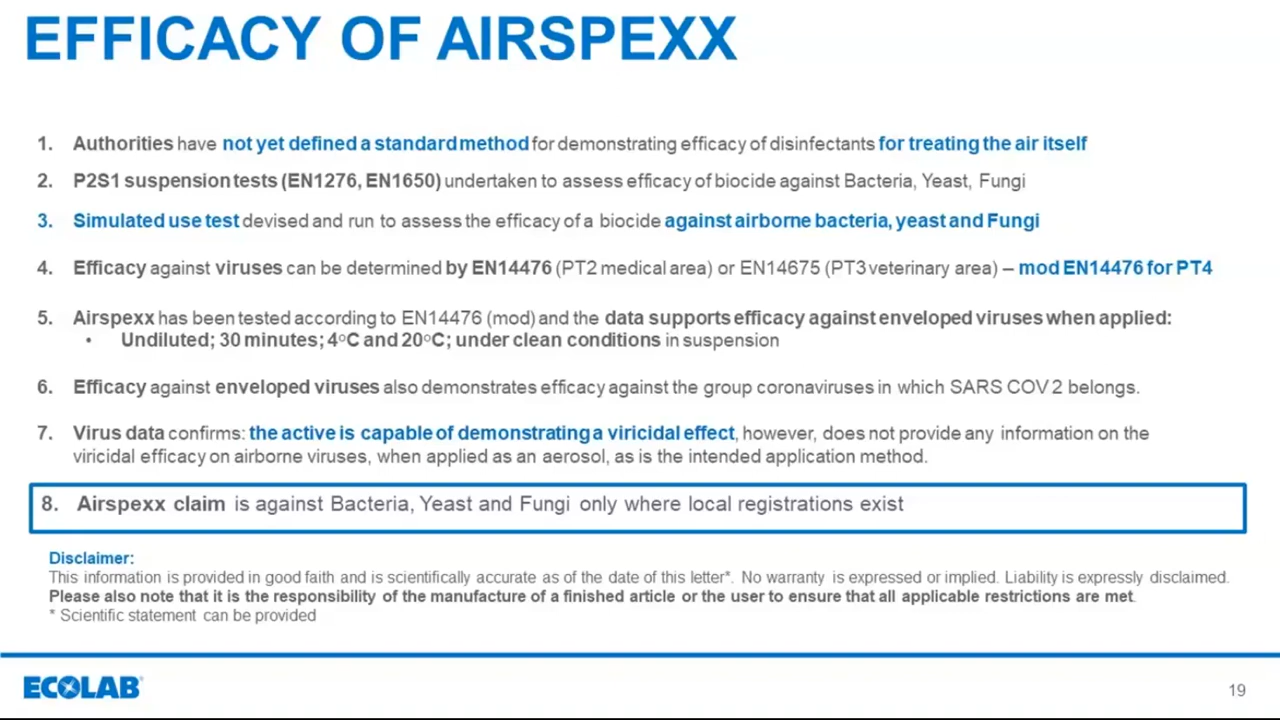 EFFICACY OF AIRSPEXX
1. Authorities have not yet defined a standard method for demonstrating efficacy of disinfectants for treating the air itself
2. P2S1 suspension tests (EN1276, EN1650) undertaken to assess efficacy of biocide against Bacteria, Yeast, Fungi
3. Simulated use test devised and run to assess the efficacy of a biocide against airborne bacteria, yeast and Fungi
4. Efficacy against viruses can be determined by EN14476 (PT2 medical area) or EN14675 (PT3 veterinary area) – mod EN14476 for PT4
5. Airspexx has been tested according to EN14476 (mod) and the data supports efficacy against enveloped viruses when applied:
• Undiluted; 30 minutes; 4°C and 20°C; under clean conditions in suspension
6. Efficacy against enveloped viruses also demonstrates efficacy against the group coronaviruses in which SARS COV 2 belongs.
7. Virus data confirms: the active is capable of demonstrating a viricidal effect, however, does not provide any information on the
viricidal efficacy on airborne viruses, when applied as an aerosol, as is the intended application method.
8. Airspexx claim is against Bacteria, Yeast and Fungi only where local registrations exist
Disclaimer:
This information is provided in good faith and is scientifically accurate as of the date of this letter*. No warranty is expressed or implied. Liability is expressly disclaimed.
Please also note that it is the responsibility of the manufacture of a finished article or the user to ensure that all applicable restrictions are met.
* Scientific statement can be provided
ECOLAB®
19